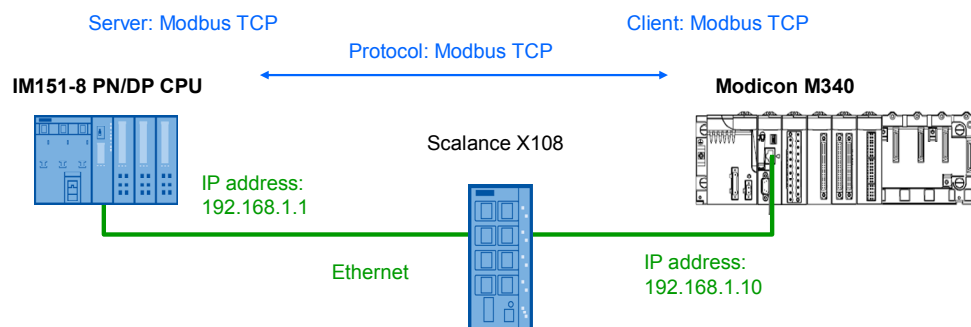 Server: Modbus TCP
Client: Modbus TCP
Protocol: Modbus TCP
IM151-8 PN/DP CPU
Modicon M340
Scalance X108
IP address:
192.168.1.1
Ethernet
IP address:
192.168.1.10